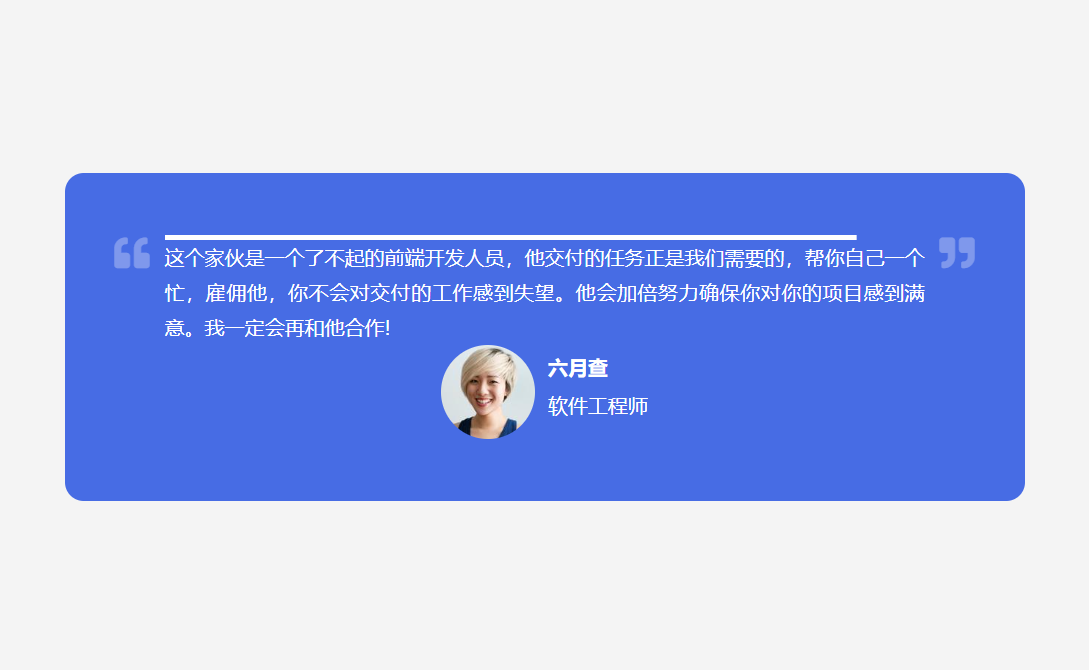 这个家伙是一个了不起的前端开发人员，他交付的任务正是我们需要的，帮你自己一个
忙，雇佣他，你不会对交付的工作感到失望。他会加倍努力确保你对你的项目感到满
意。我一定会再和他合作!
六月查
软件工程师